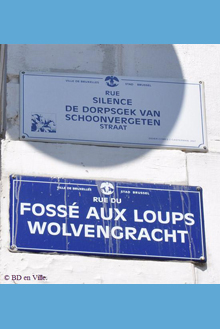 VILLE DE BRUXELLES STAD BRUSSEL
RUE
SILENCE
DE DORPSGEK VAN
SCHOONVERGETEN
STRAAT
VILLE DE BRUXELLES STAD BRUSSEL
RUE DU
FOSSÉ AUX LOUPS
WOLVENGRACHT
© BD en Ville.